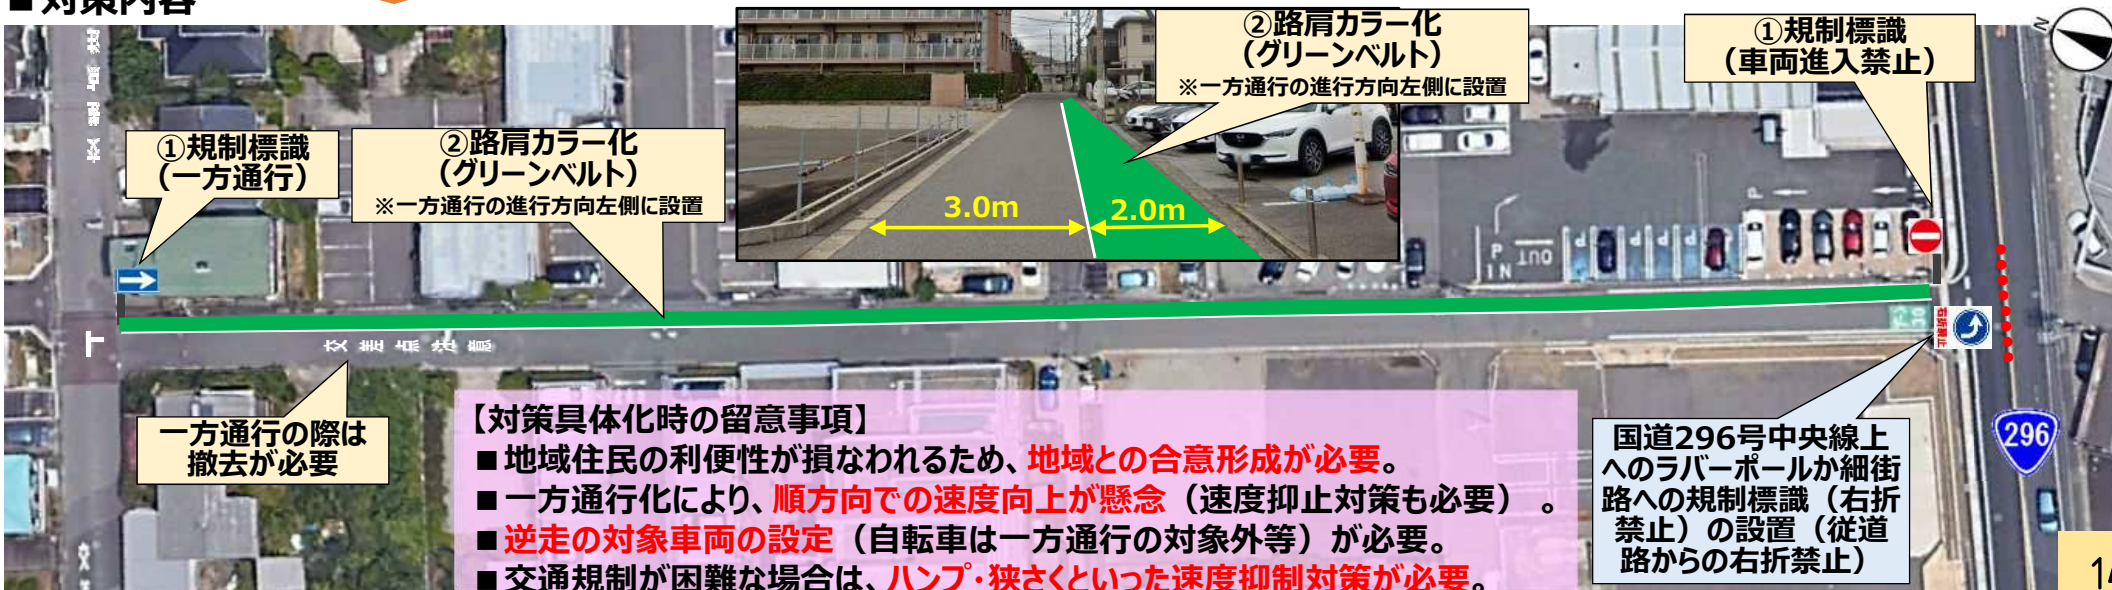 ■対策内容
①規制標識
（車両進入禁止）
②路肩カラー化
（グリーンベルト）
※一方通行の進行方向左側に設置
3.0m
2.0m
①規制標識
（一方通行）
②路肩カラー化
（グリーンベルト）
※一方通行の進行方向左側に設置
N
P
P
IN
OUT
30
右折禁止
交差点注意
一方通行の際は
撤去が必要
【対策具体化時の留意事項】
■地域住民の利便性が損なわれるため、地域との合意形成が必要。
■一方通行化により、順方向での速度向上が懸念（速度抑止対策も必要）。
■逆走の対象車両の設定（自転車は一方通行の対象外等）が必要。
■交通規制が困難な場合は、ハンプ・狭さくといった速度抑制対策が必要。
国道296号中央線上
へのラバーポールか細街
路への規制標識（右折
禁止）の設置（従道
路からの右折禁止）
296